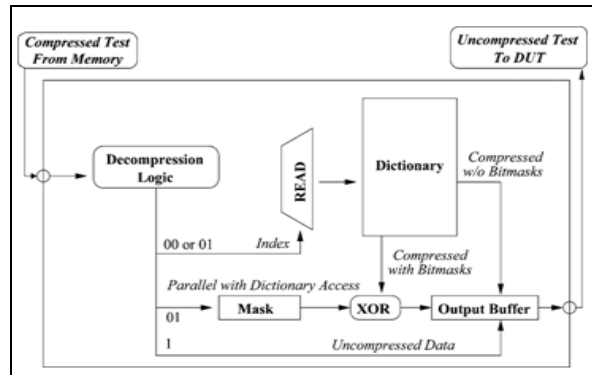 Compressed Test
From Memory
Uncompressed Test
To DUT
Decompression
Logic
READ
Dictionary
Compressed
w/o Bitmasks
00 or 01
Index
Compressed
with Bitmasks
Parallel with Dictionary Access
01
Mask
XOR
Output Buffer
1
Uncompressed Data